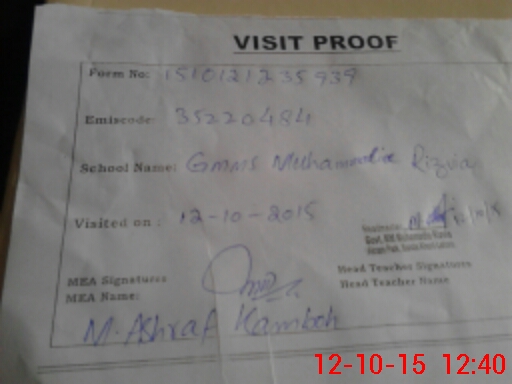 VISIT PROOF
Form No: 1510121235939
Emiscode: 35220484
School Name: GMMS Muhammadia Rizvia
Visited on : 12-10-2015
MEA Signatures
Head Teacher Signatures
MEA Name:
Head Teacher Name
M. Ashraf Kamboh
12-10-15 12:40